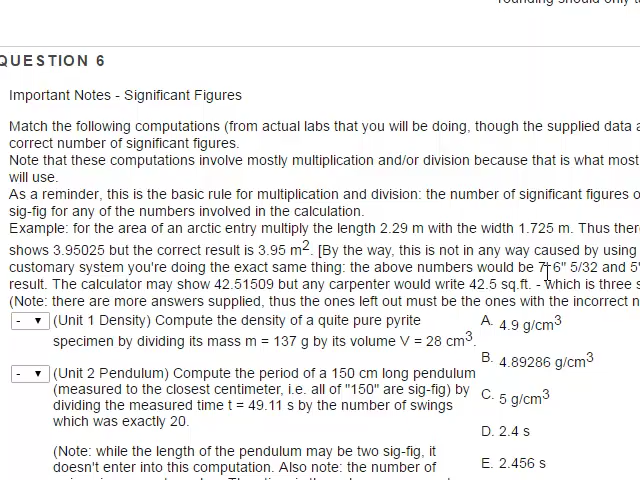 QUESTION 6
Important Notes - Significant Figures
Match the following computations (from actual labs that you will be doing, though the supplied data a
correct number of significant figures.
Note that these computations involve mostly multiplication and/or division because that is what most
will use.
As a reminder, this is the basic rule for multiplication and division: the number of significant figures o
sig-fig for any of the numbers involved in the calculation.
Example: for the area of an arctic entry multiply the length 2.29 m with the width 1.725 m. Thus ther
shows 3.95025 but the correct result is 3.95 m2. [By the way, this is not in any way caused by using
customary system you're doing the exact same thing: the above numbers would be 7' 6" 5/32 and 5'
result. The calculator may show 42.51509 but any carpenter would write 42.5 sq.ft. - which is three s
(Note: there are more answers supplied, thus the ones left out must be the ones with the incorrect n
- (Unit 1 Density) Compute the density of a quite pure pyrite
specimen by dividing its mass m = 137 g by its volume V = 28 cm3.
- (Unit 2 Pendulum) Compute the period of a 150 cm long pendulum
(measured to the closest centimeter, i.e. all of "150" are sig-fig) by
dividing the measured time t = 49.11 s by the number of swings
which was exactly 20.
(Note: while the length of the pendulum may be two sig-fig, it
doesn't enter into this computation. Also note: the number of
A. 4.9 g/cm3
B. 4.89286 g/cm3
C. 5 g/cm3
D. 2.4 s
E. 2.456 s